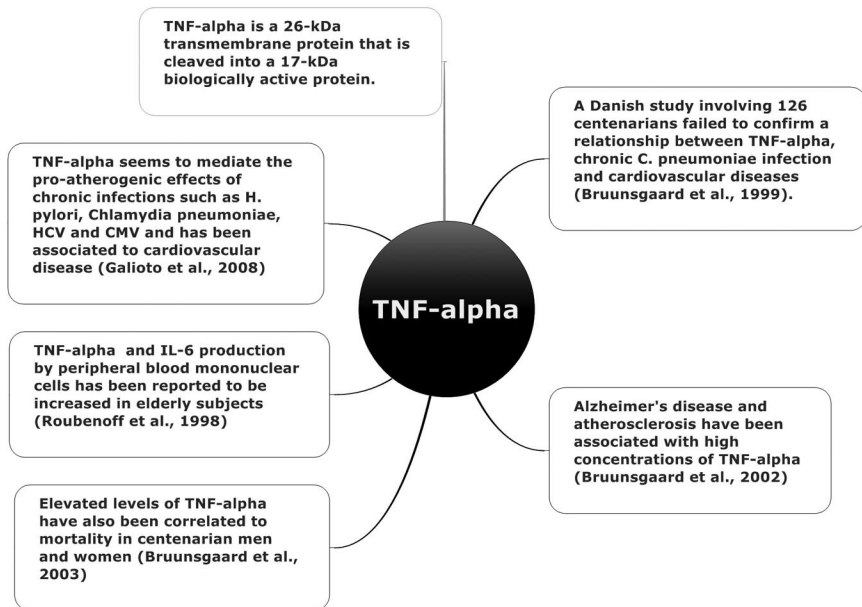 TNF-alpha is a 26-kDa
transmembrane protein that is
cleaved into a 17-kDa
biologically active protein.
A Danish study involving 126
centenarians failed to confirm a
relationship between TNF-alpha,
chronic C. pneumoniae infection
and cardiovascular diseases
(Bruunsgaard et al., 1999).
TNF-alpha seems to mediate the
pro-atherogenic effects of
chronic infections such as H.
pylori, Chlamydia pneumoniae,
HCV and CMV and has been
associated to cardiovascular
disease (Galioto et al., 2008)
TNF-alpha
TNF-alpha  and IL-6 production
by peripheral blood mononuclear
cells has been reported to be
increased in elderly subjects
(Roubenoff et al., 1998)
Alzheimer's disease and
atherosclerosis have been
associated with high
concentrations of TNF-alpha
(Bruunsgaard et al., 2002)
Elevated levels of TNF-alpha
have also been correlated to
mortality in centenarian men
and women (Bruunsgaard et al.,
2003)